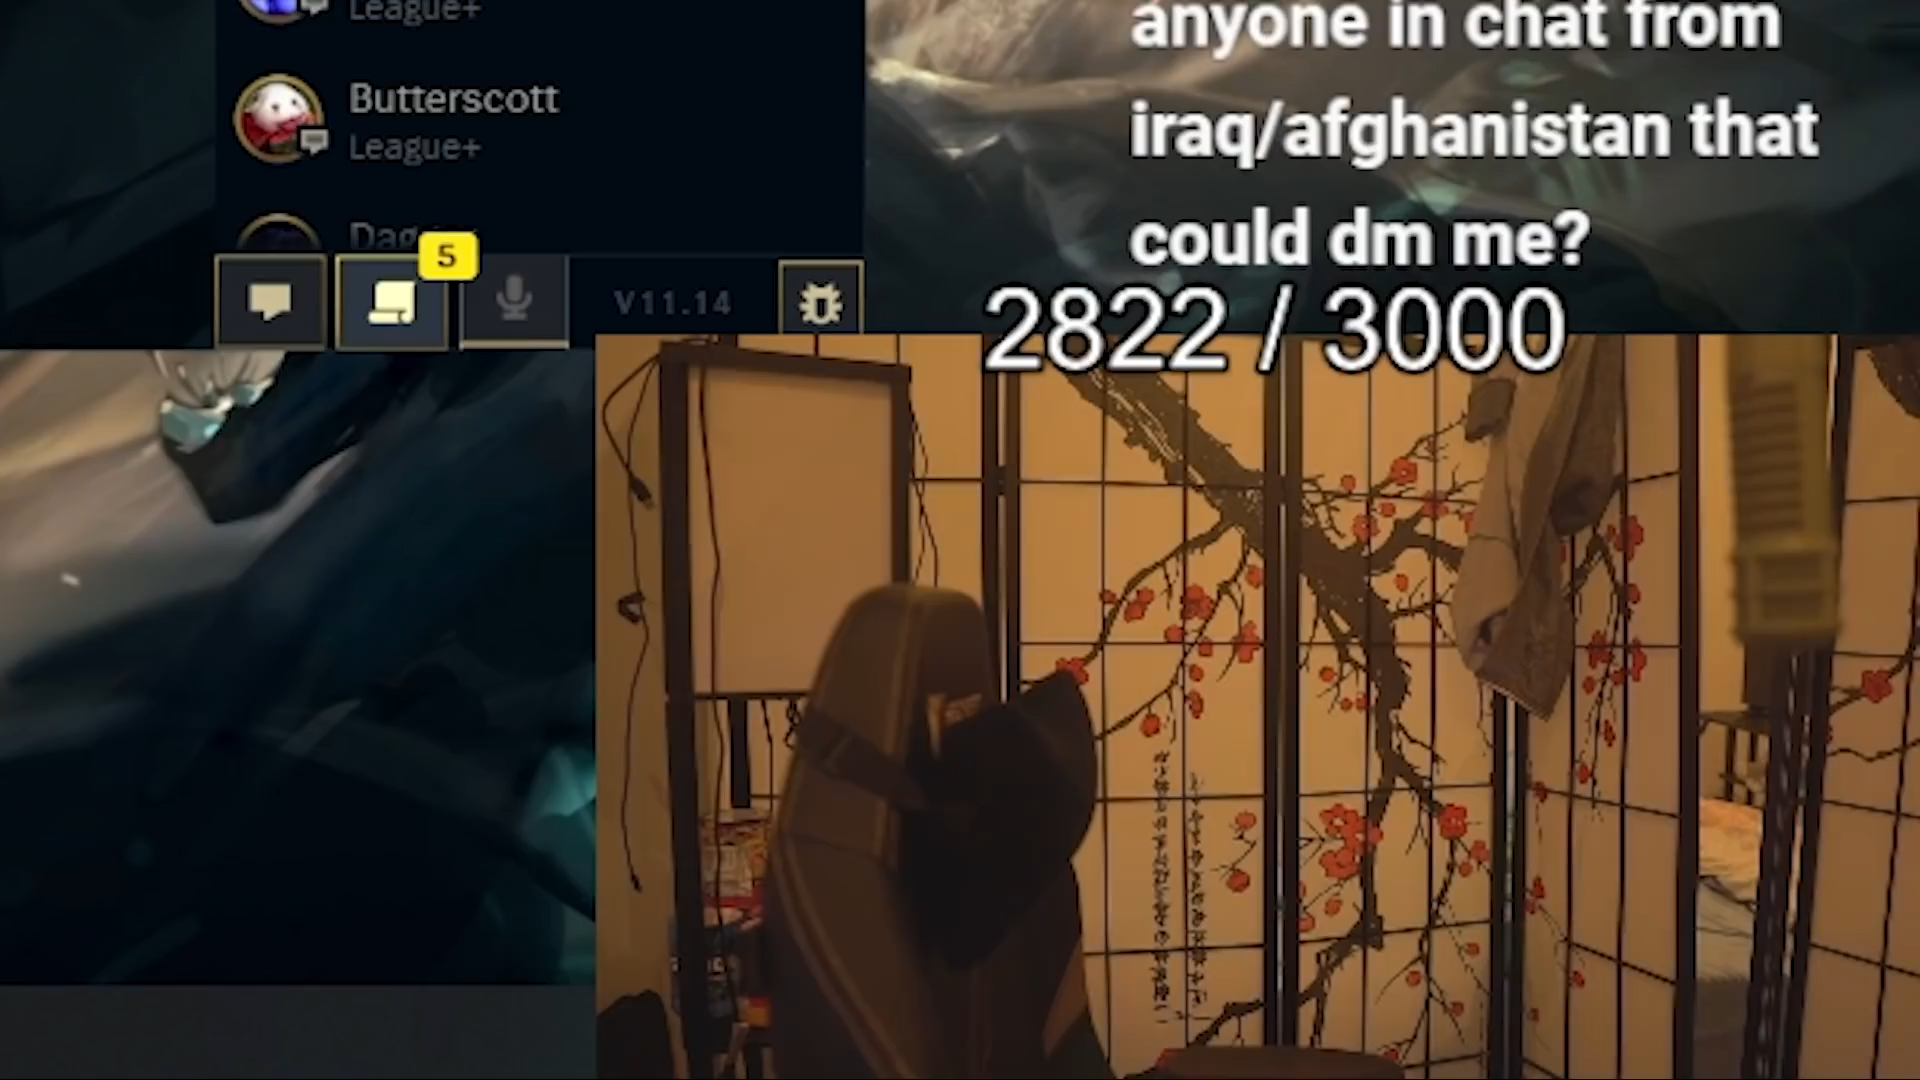 League+
Butterscott
League+
5
V11.14
anyone in chat from
iraq/afghanistan that
could dm me?
2822 / 3000